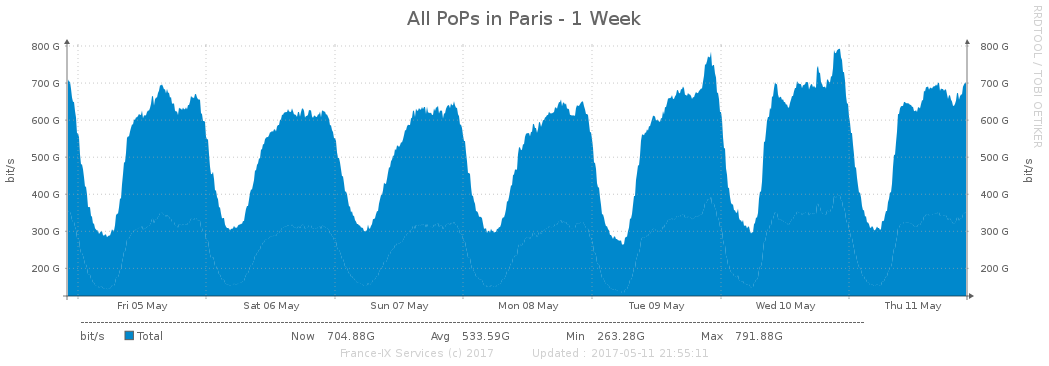 All PoPs in Paris - 1 Week
RRDTOOL / TOBI OETIKER
bit/s
800 G
700 G
600 G
500 G
400 G
300 G
200 G
800 G
700 G
600 G
500 G
400 G
300 G
200 G
bit/s
Fri 05 May Sat 06 May Sun 07 May Mon 08 May Tue 09 May Wed 10 May Thu 11 May
bit/s Total Now 704.88G Avg 533.59G Min 263.28G Max 791.88G
France-IX Services (c) 2017 Updated : 2017-05-11 21:55:11